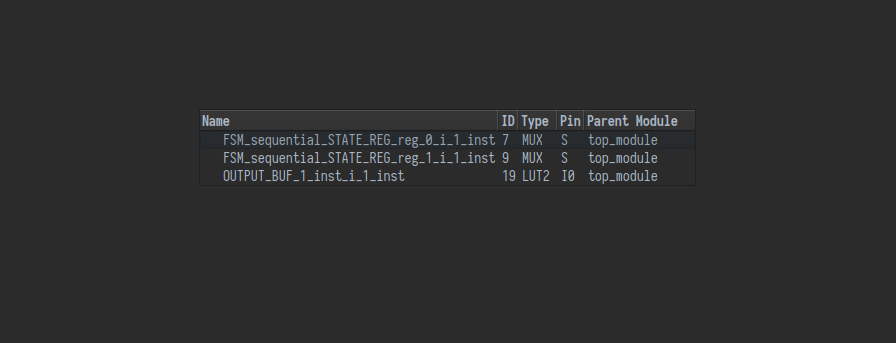 Name ID Type Pin Parent Module
FSM_sequential_STATE_REG_reg_0_i_1_inst 7 MUX S top_module
FSM_sequential_STATE_REG_reg_1_i_1_inst 9 MUX S top_module
OUTPUT_BUF_1_inst_i_1_inst 19 LUT2 I0 top_module